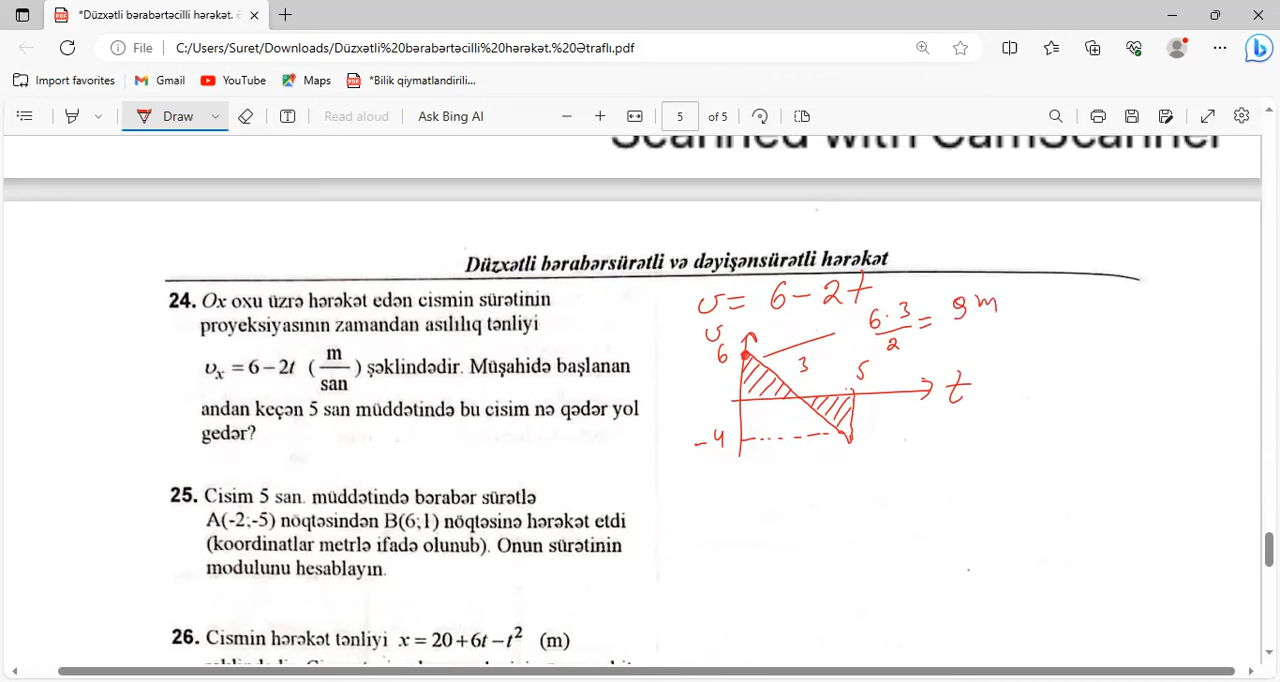 *Düzxətli bərabərtəcilli hərəkət.
File C:/Users/Suret/Downloads/Düzxətli%20bərabərtəcilli%20hərəkət.%20Ətraflı.pdf
Import favorites Gmail YouTube Maps *Bilik qiymatlandirili...
Draw Read aloud Ask Bing AI 5 of 5
Scanned with CamScanner
Düzxətli bərabərsürətli və dəyişənsürətli hərəkət
24. Ox oxu üzrə hərəkət edən cismin sürətinin
proyeksiyasının zamandan asılılıq tənliyi
υx = 6 – 2t (m/san) şəklindədir. Müşahidə başlanan
andan keçən 5 san müddətində bu cisim nə qədər yol
gedər?
υ = 6 – 2t
6 · 3 / 2 = 9 m
υ
6
3
5
t
-4
25. Cisim 5 san. müddətində bərabər sürətlə
A(-2;-5) nöqtəsindən B(6;1) nöqtəsinə hərəkət etdi
(koordinatlar metrlə ifadə olunub). Onun sürətinin
modulunu hesablayın.
26. Cismin hərəkət tənliyi x = 20 + 6t – t² (m)